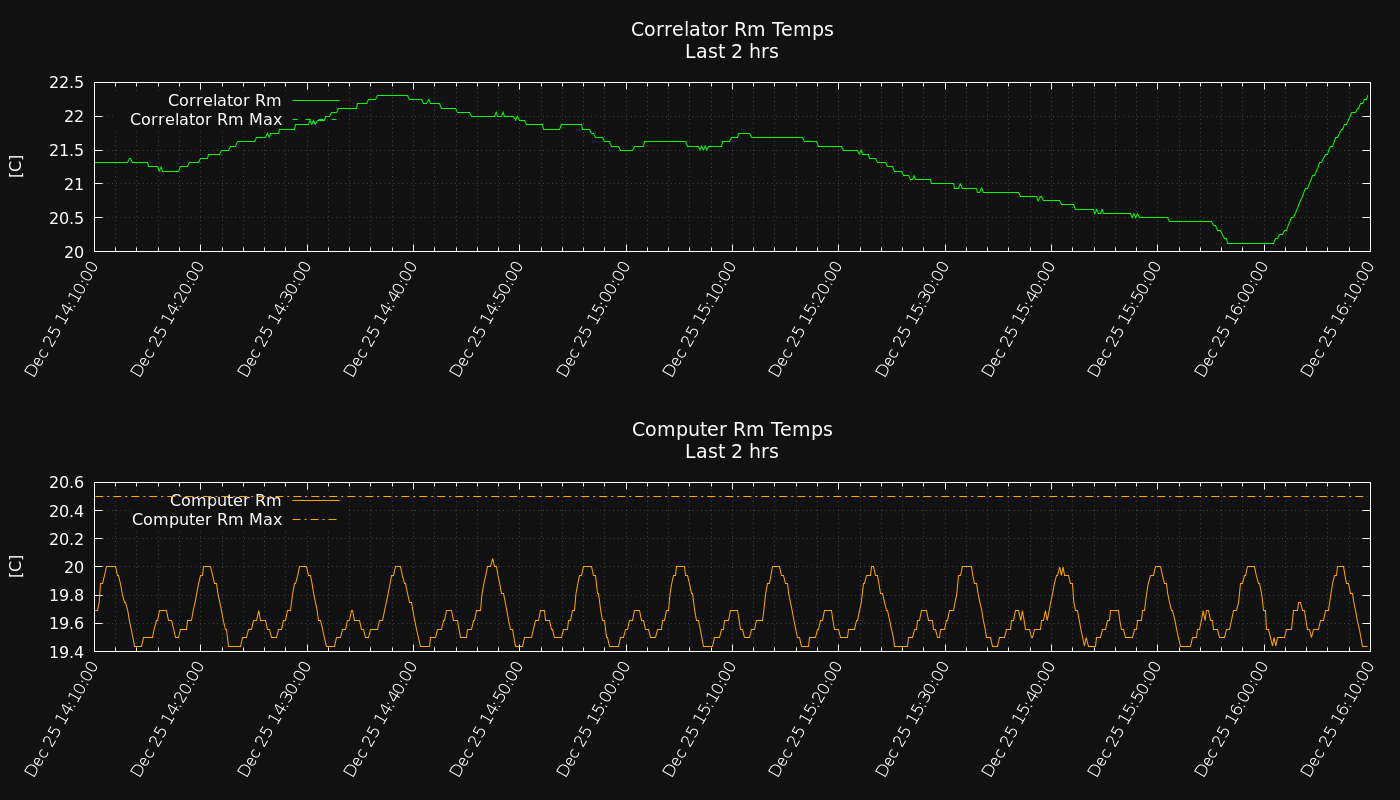 Correlator Rm Temps
Last 2 hrs
[C]
22.5
22
21.5
21
20.5
20
Correlator Rm
Correlator Rm Max
Dec 25 14:10:00
Dec 25 14:20:00
Dec 25 14:30:00
Dec 25 14:40:00
Dec 25 14:50:00
Dec 25 15:00:00
Dec 25 15:10:00
Dec 25 15:20:00
Dec 25 15:30:00
Dec 25 15:40:00
Dec 25 15:50:00
Dec 25 16:00:00
Dec 25 16:10:00
Computer Rm Temps
Last 2 hrs
[C]
20.6
20.4
20.2
20
19.8
19.6
19.4
Computer Rm
Computer Rm Max
Dec 25 14:10:00
Dec 25 14:20:00
Dec 25 14:30:00
Dec 25 14:40:00
Dec 25 14:50:00
Dec 25 15:00:00
Dec 25 15:10:00
Dec 25 15:20:00
Dec 25 15:30:00
Dec 25 15:40:00
Dec 25 15:50:00
Dec 25 16:00:00
Dec 25 16:10:00